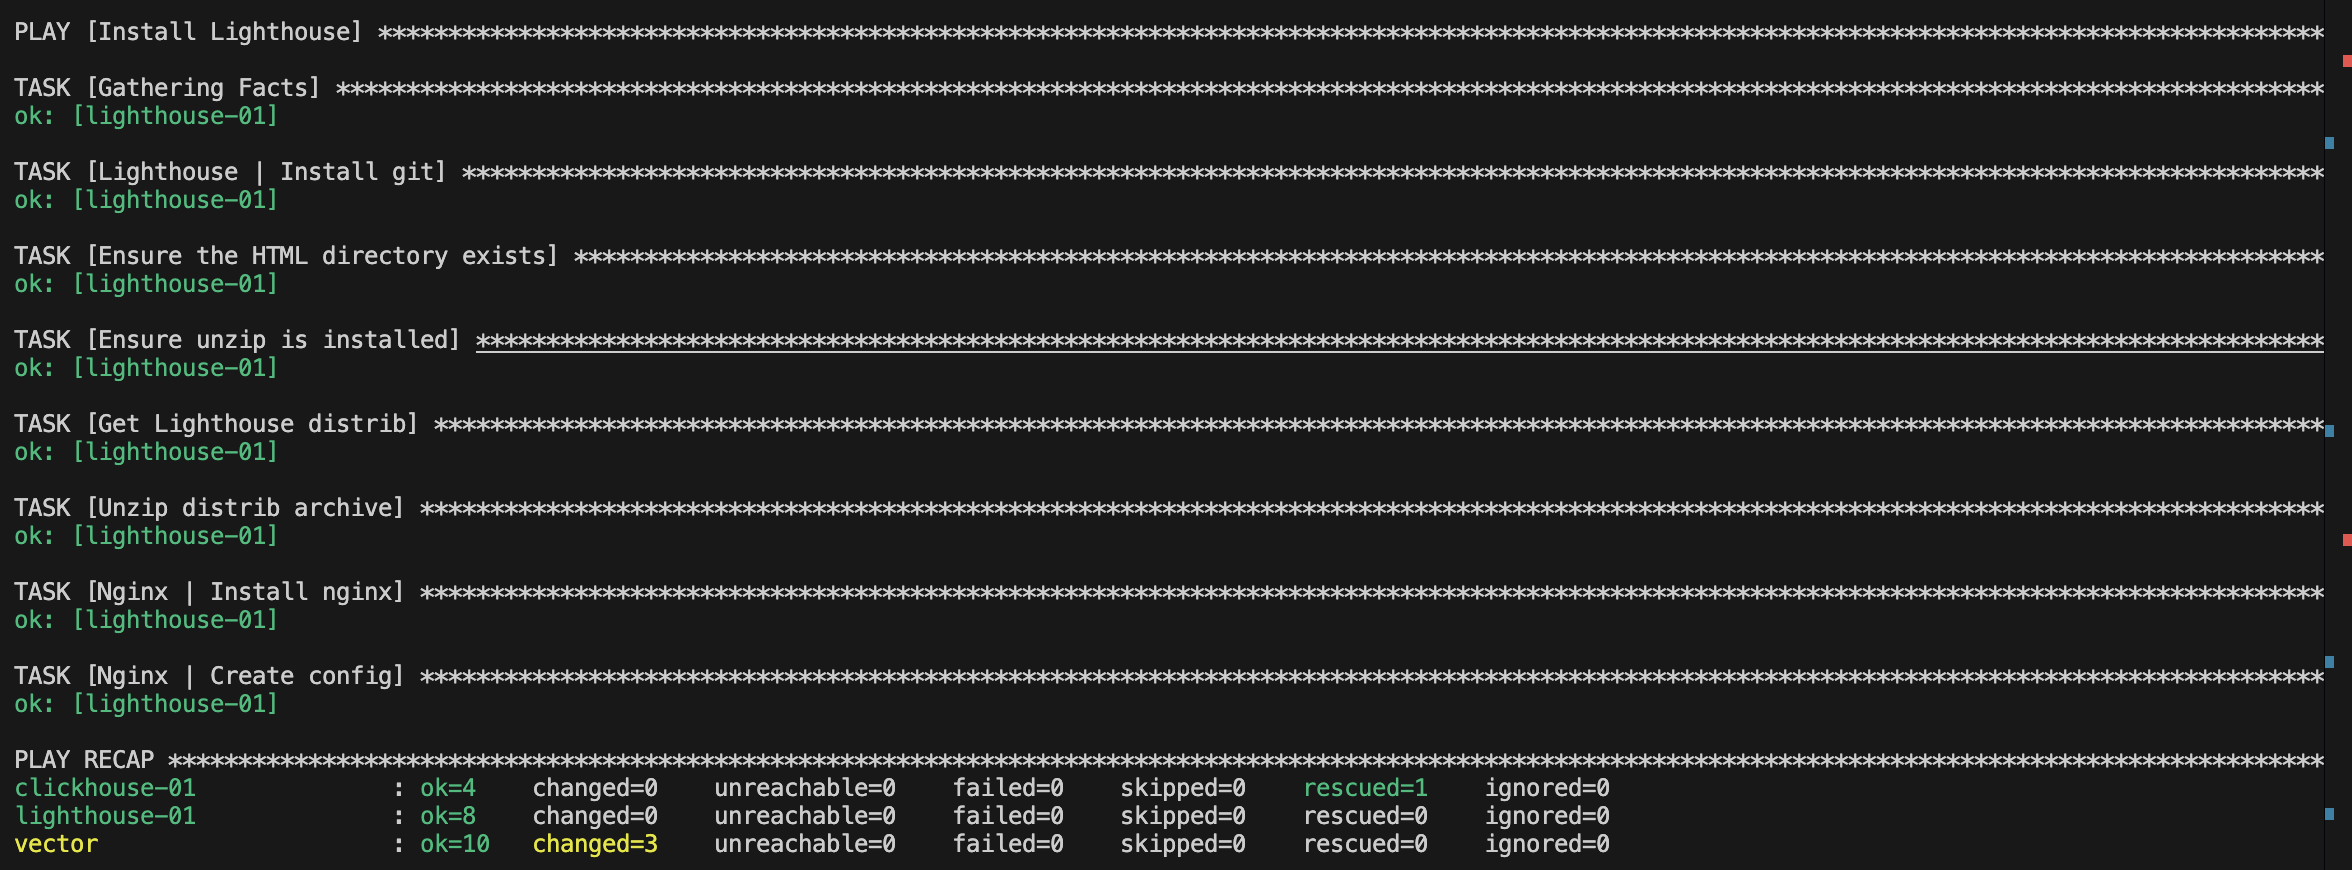 PLAY [Install Lighthouse] *******************************************************************************************************************************************
TASK [Gathering Facts] **********************************************************************************************************************************************
ok: [lighthouse-01]
TASK [Lighthouse | Install git] *************************************************************************************************************************************
ok: [lighthouse-01]
TASK [Ensure the HTML directory exists] *****************************************************************************************************************************
ok: [lighthouse-01]
TASK [Ensure unzip is installed] ************************************************************************************************************************************
ok: [lighthouse-01]
TASK [Get Lighthouse distrib] ***************************************************************************************************************************************
ok: [lighthouse-01]
TASK [Unzip distrib archive] ****************************************************************************************************************************************
ok: [lighthouse-01]
TASK [Nginx | Install nginx] ****************************************************************************************************************************************
ok: [lighthouse-01]
TASK [Nginx | Create config] ****************************************************************************************************************************************
ok: [lighthouse-01]
PLAY RECAP **********************************************************************************************************************************************************
clickhouse-01              : ok=4    changed=0    unreachable=0    failed=0    skipped=0    rescued=1    ignored=0
lighthouse-01              : ok=8    changed=0    unreachable=0    failed=0    skipped=0    rescued=0    ignored=0
vector                     : ok=10   changed=3    unreachable=0    failed=0    skipped=0    rescued=0    ignored=0